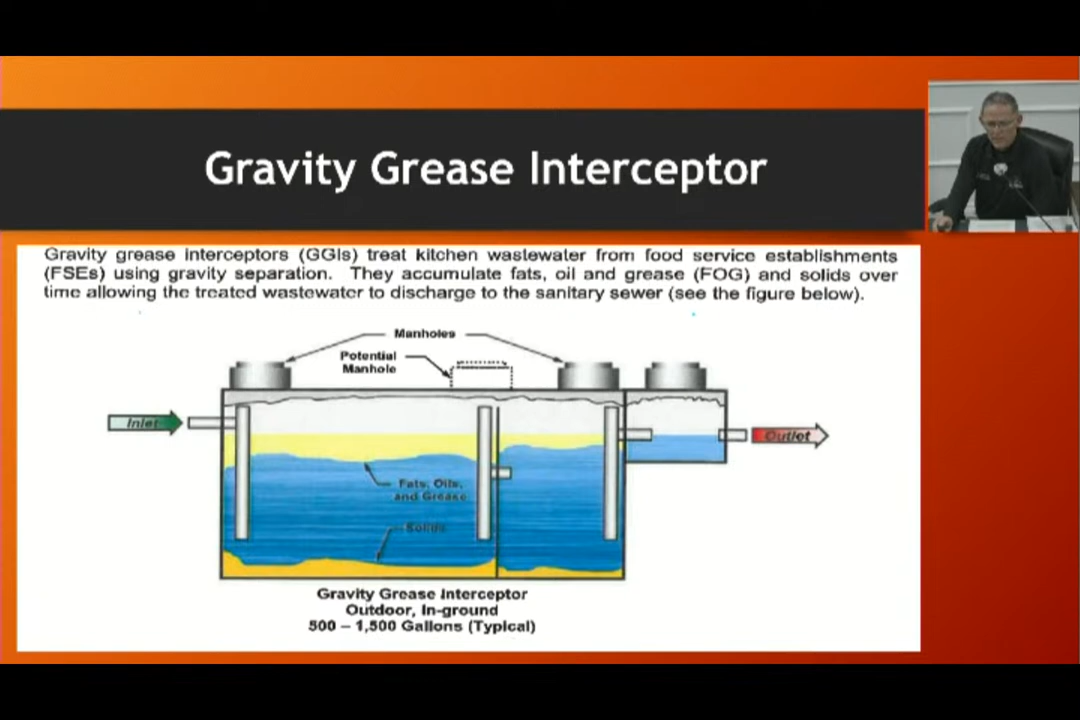 Gravity Grease Interceptor
Gravity grease interceptors (GGIs) treat kitchen wastewater from food service establishments
(FSEs) using gravity separation. They accumulate fats, oil and grease (FOG) and solids over
time allowing the treated wastewater to discharge to the sanitary sewer (see the figure below).
Manholes
Potential
Manhole
Inlet
Outlet
Fats, Oils,
and Grease
Solids
Gravity Grease Interceptor
Outdoor, In-ground
500 – 1,500 Gallons (Typical)